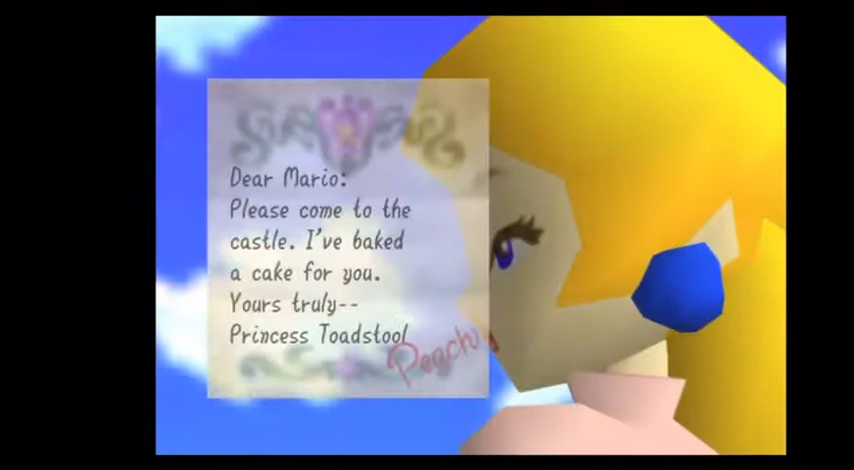 Dear Mario:
Please come to the
castle. I've baked
a cake for you.
Yours truly--
Princess Toadstool
Peach